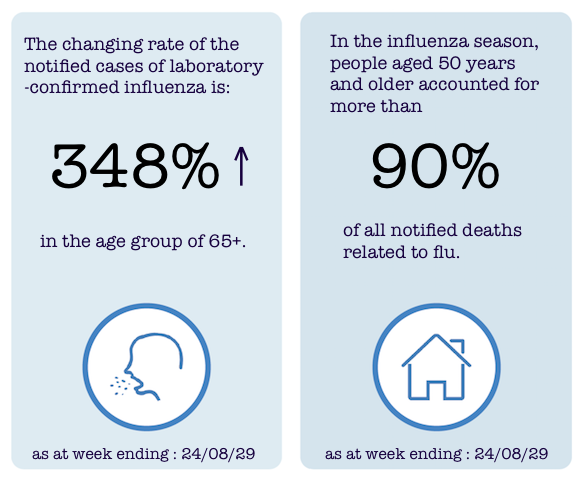 The changing rate of the
notified cases of laboratory
-confirmed influenza is:
348% ↑
in the age group of 65+.
as at week ending : 24/08/29
In the influenza season,
people aged 50 years
and older accounted for
more than
90%
of all notified deaths
related to flu.
as at week ending : 24/08/29